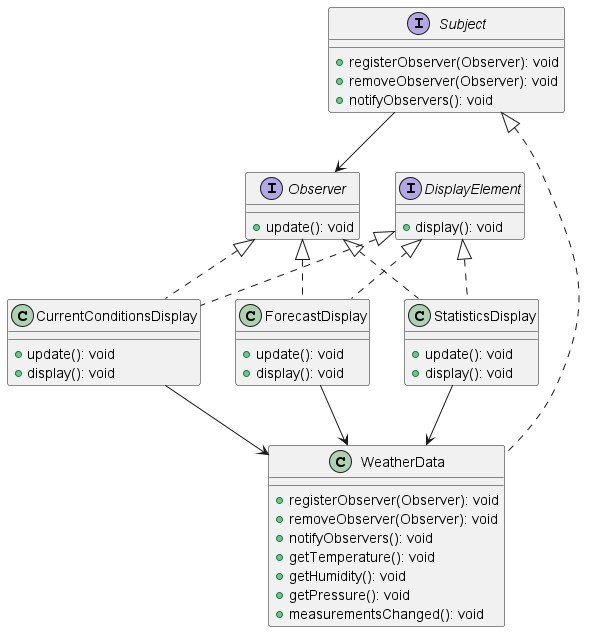 I Subject
registerObserver(Observer): void
removeObserver(Observer): void
notifyObservers(): void
I Observer
update(): void
I DisplayElement
display(): void
C CurrentConditionsDisplay
update(): void
display(): void
C ForecastDisplay
update(): void
display(): void
C StatisticsDisplay
update(): void
display(): void
C WeatherData
registerObserver(Observer): void
removeObserver(Observer): void
notifyObservers(): void
getTemperature(): void
getHumidity(): void
getPressure(): void
measurementsChanged(): void